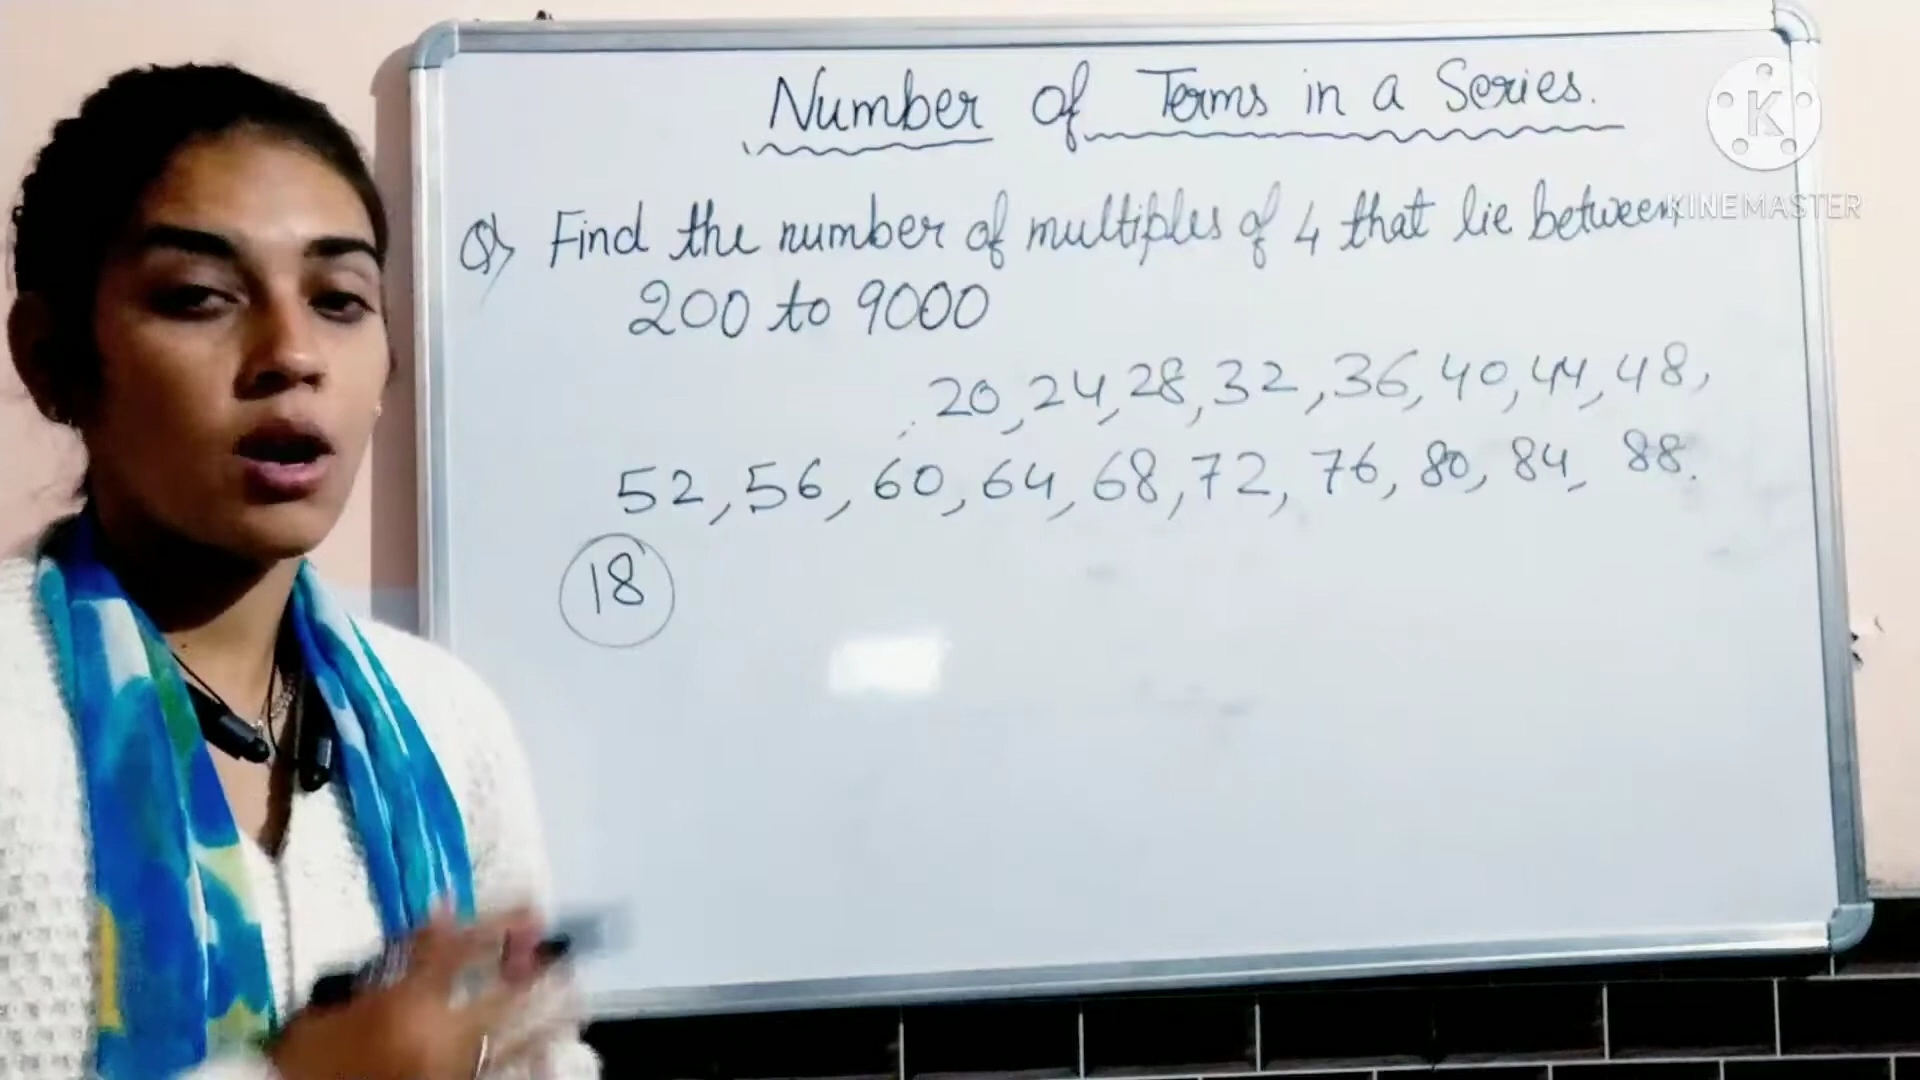 Number of Terms in a Series.
Q) Find the number of multiples of 4 that lie between
200 to 9000
20, 24, 28, 32, 36, 40, 44, 48,
52, 56, 60, 64, 68, 72, 76, 80, 84, 88.
18
K
KINEMASTER